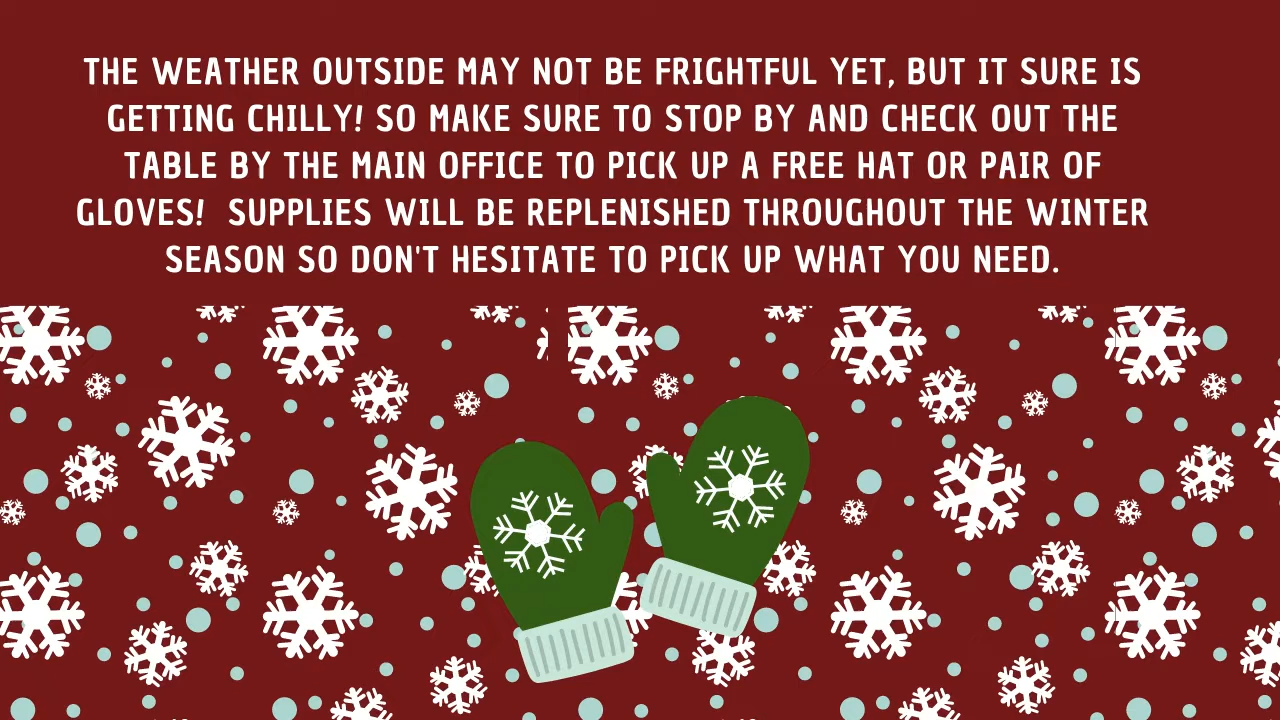 THE WEATHER OUTSIDE MAY NOT BE FRIGHTFUL YET, BUT IT SURE IS
GETTING CHILLY! SO MAKE SURE TO STOP BY AND CHECK OUT THE
TABLE BY THE MAIN OFFICE TO PICK UP A FREE HAT OR PAIR OF
GLOVES!  SUPPLIES WILL BE REPLENISHED THROUGHOUT THE WINTER
SEASON SO DON'T HESITATE TO PICK UP WHAT YOU NEED.